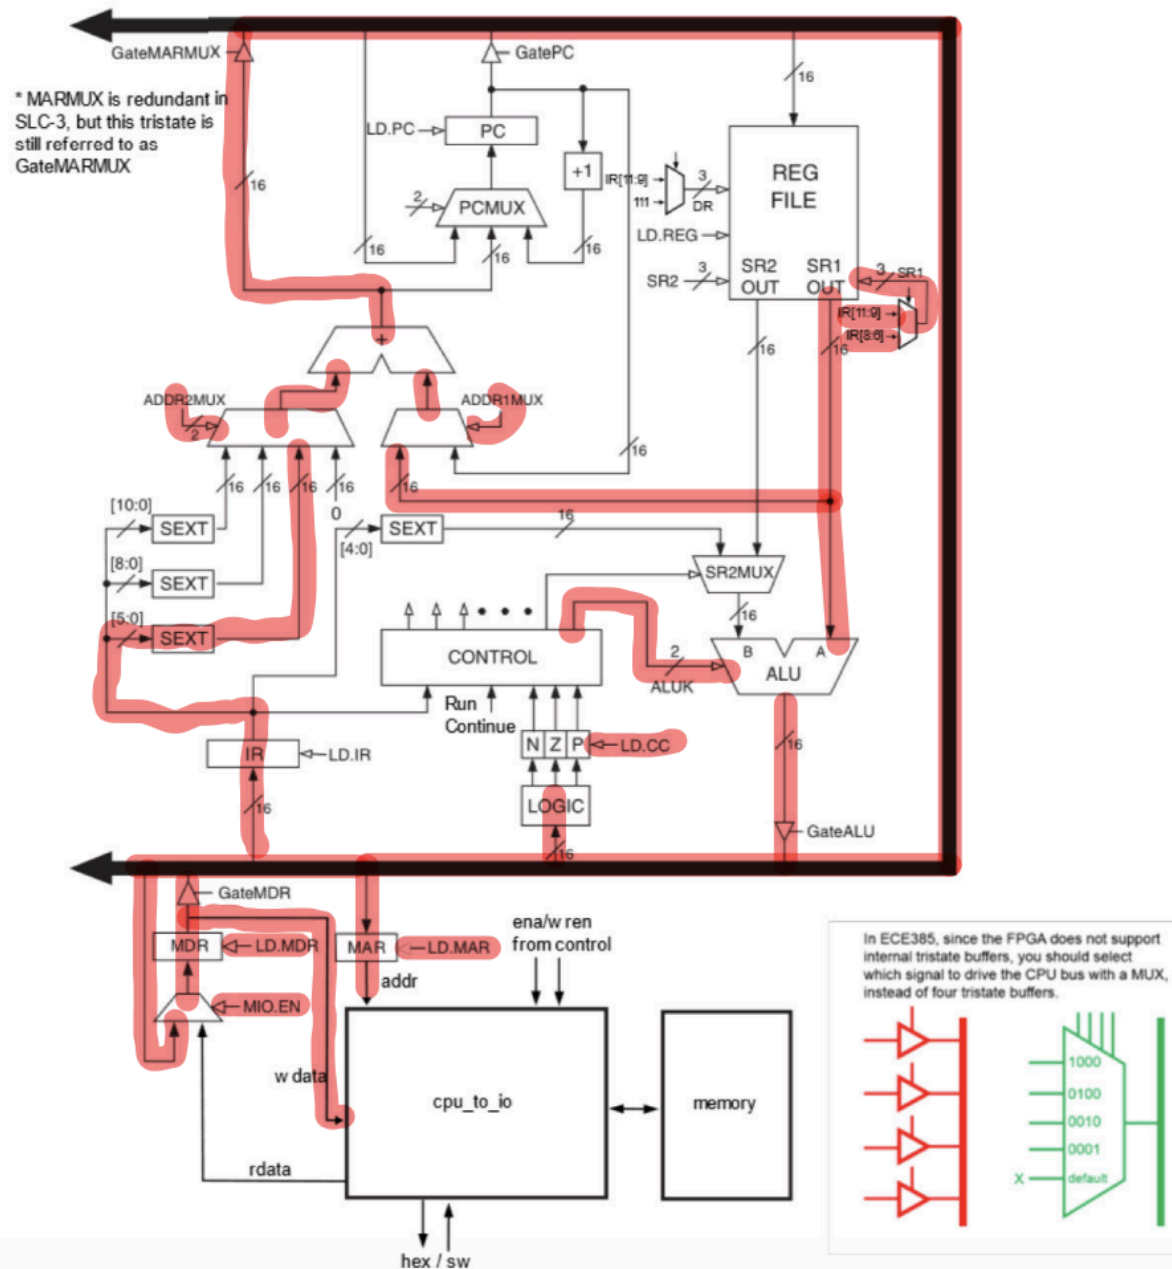 GateMARMUX
GatePC
* MARMUX is redundant in
SLC-3, but this tristate is
still referred to as
GateMARMUX
16
LD.PC
PC
+1
2
PCMUX
16
16
16
16
IR[11:9]
111
3
DR
REG
FILE
LD.REG
SR2
3
SR2
OUT
SR1
OUT
3
SR1
IR[11:9]
IR[8:6]
16
16
+
ADDR2MUX
2
ADDR1MUX
16
16
16
16
16
16
0
[10:0]
SEXT
[8:0]
SEXT
[5:0]
SEXT
[4:0]
SEXT
16
SR2MUX
16
CONTROL
2
ALUK
B
A
ALU
Run
Continue
IR
LD.IR
N
Z
P
LD.CC
16
LOGIC
16
16
GateALU
GateMDR
MDR
LD.MDR
MAR
LD.MAR
addr
MIO.EN
ena/w ren
from control
w data
cpu_to_io
memory
rdata
hex / sw
In ECE385, since the FPGA does not support
internal tristate buffers, you should select
which signal to drive the CPU bus with a MUX,
instead of four tristate buffers.
1000
0100
0010
0001
X
default